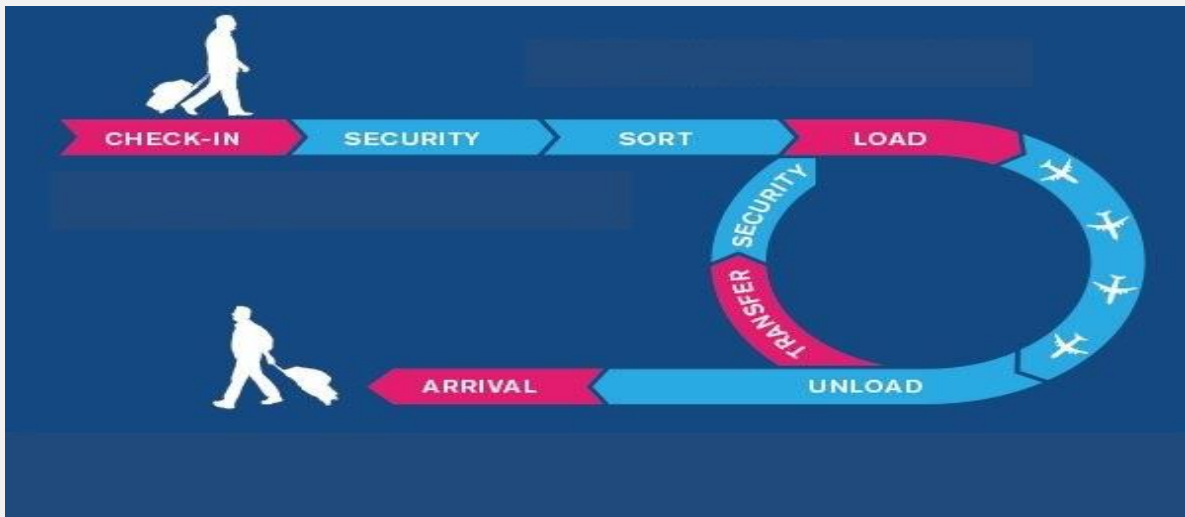 CHECK-IN SECURITY SORT LOAD
SECURITY
TRANSFER
ARRIVAL UNLOAD